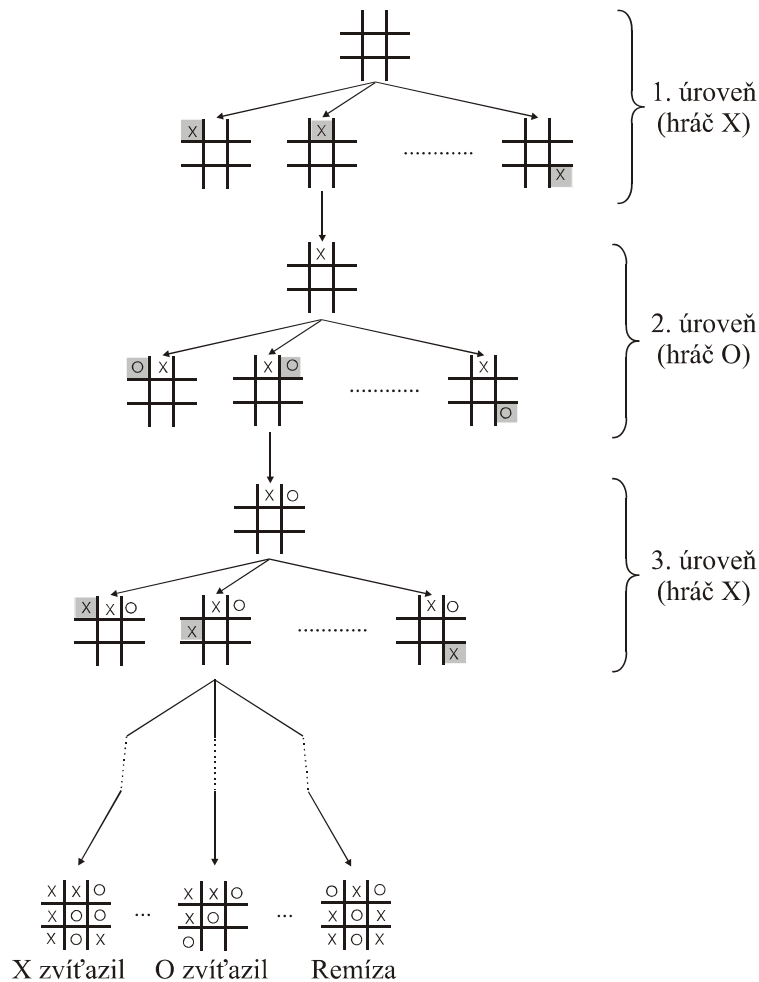 1. úroveň
(hráč X)
X X ............ X
X
2. úroveň
(hráč O)
O X X O ............ X
O
X O
3. úroveň
(hráč X)
X X O X O X O
X ............ X
X X O X X O O X O
X O O ... X O ... X O X
X O X O X O X
X zvíťazil O zvíťazil Remíza